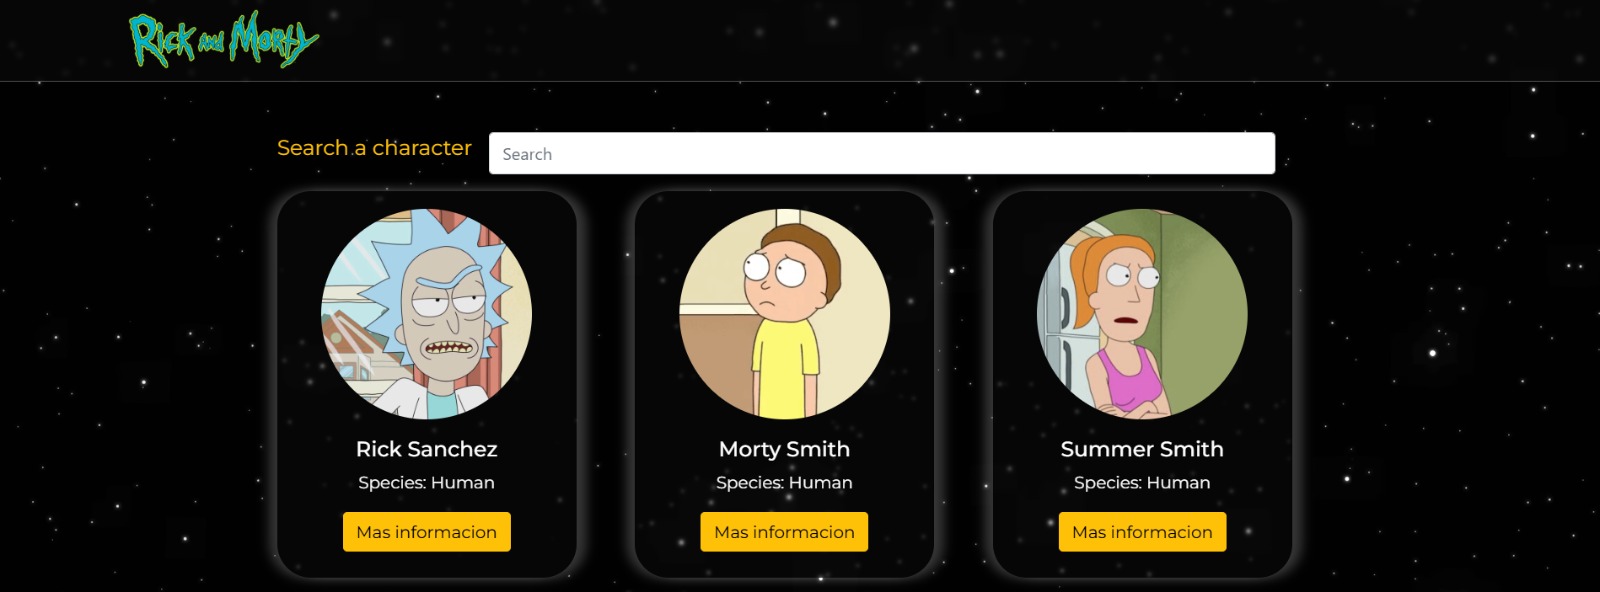 Rick and Morty
Search a character
Search
Rick Sanchez
Species: Human
Mas informacion
Morty Smith
Species: Human
Mas informacion
Summer Smith
Species: Human
Mas informacion